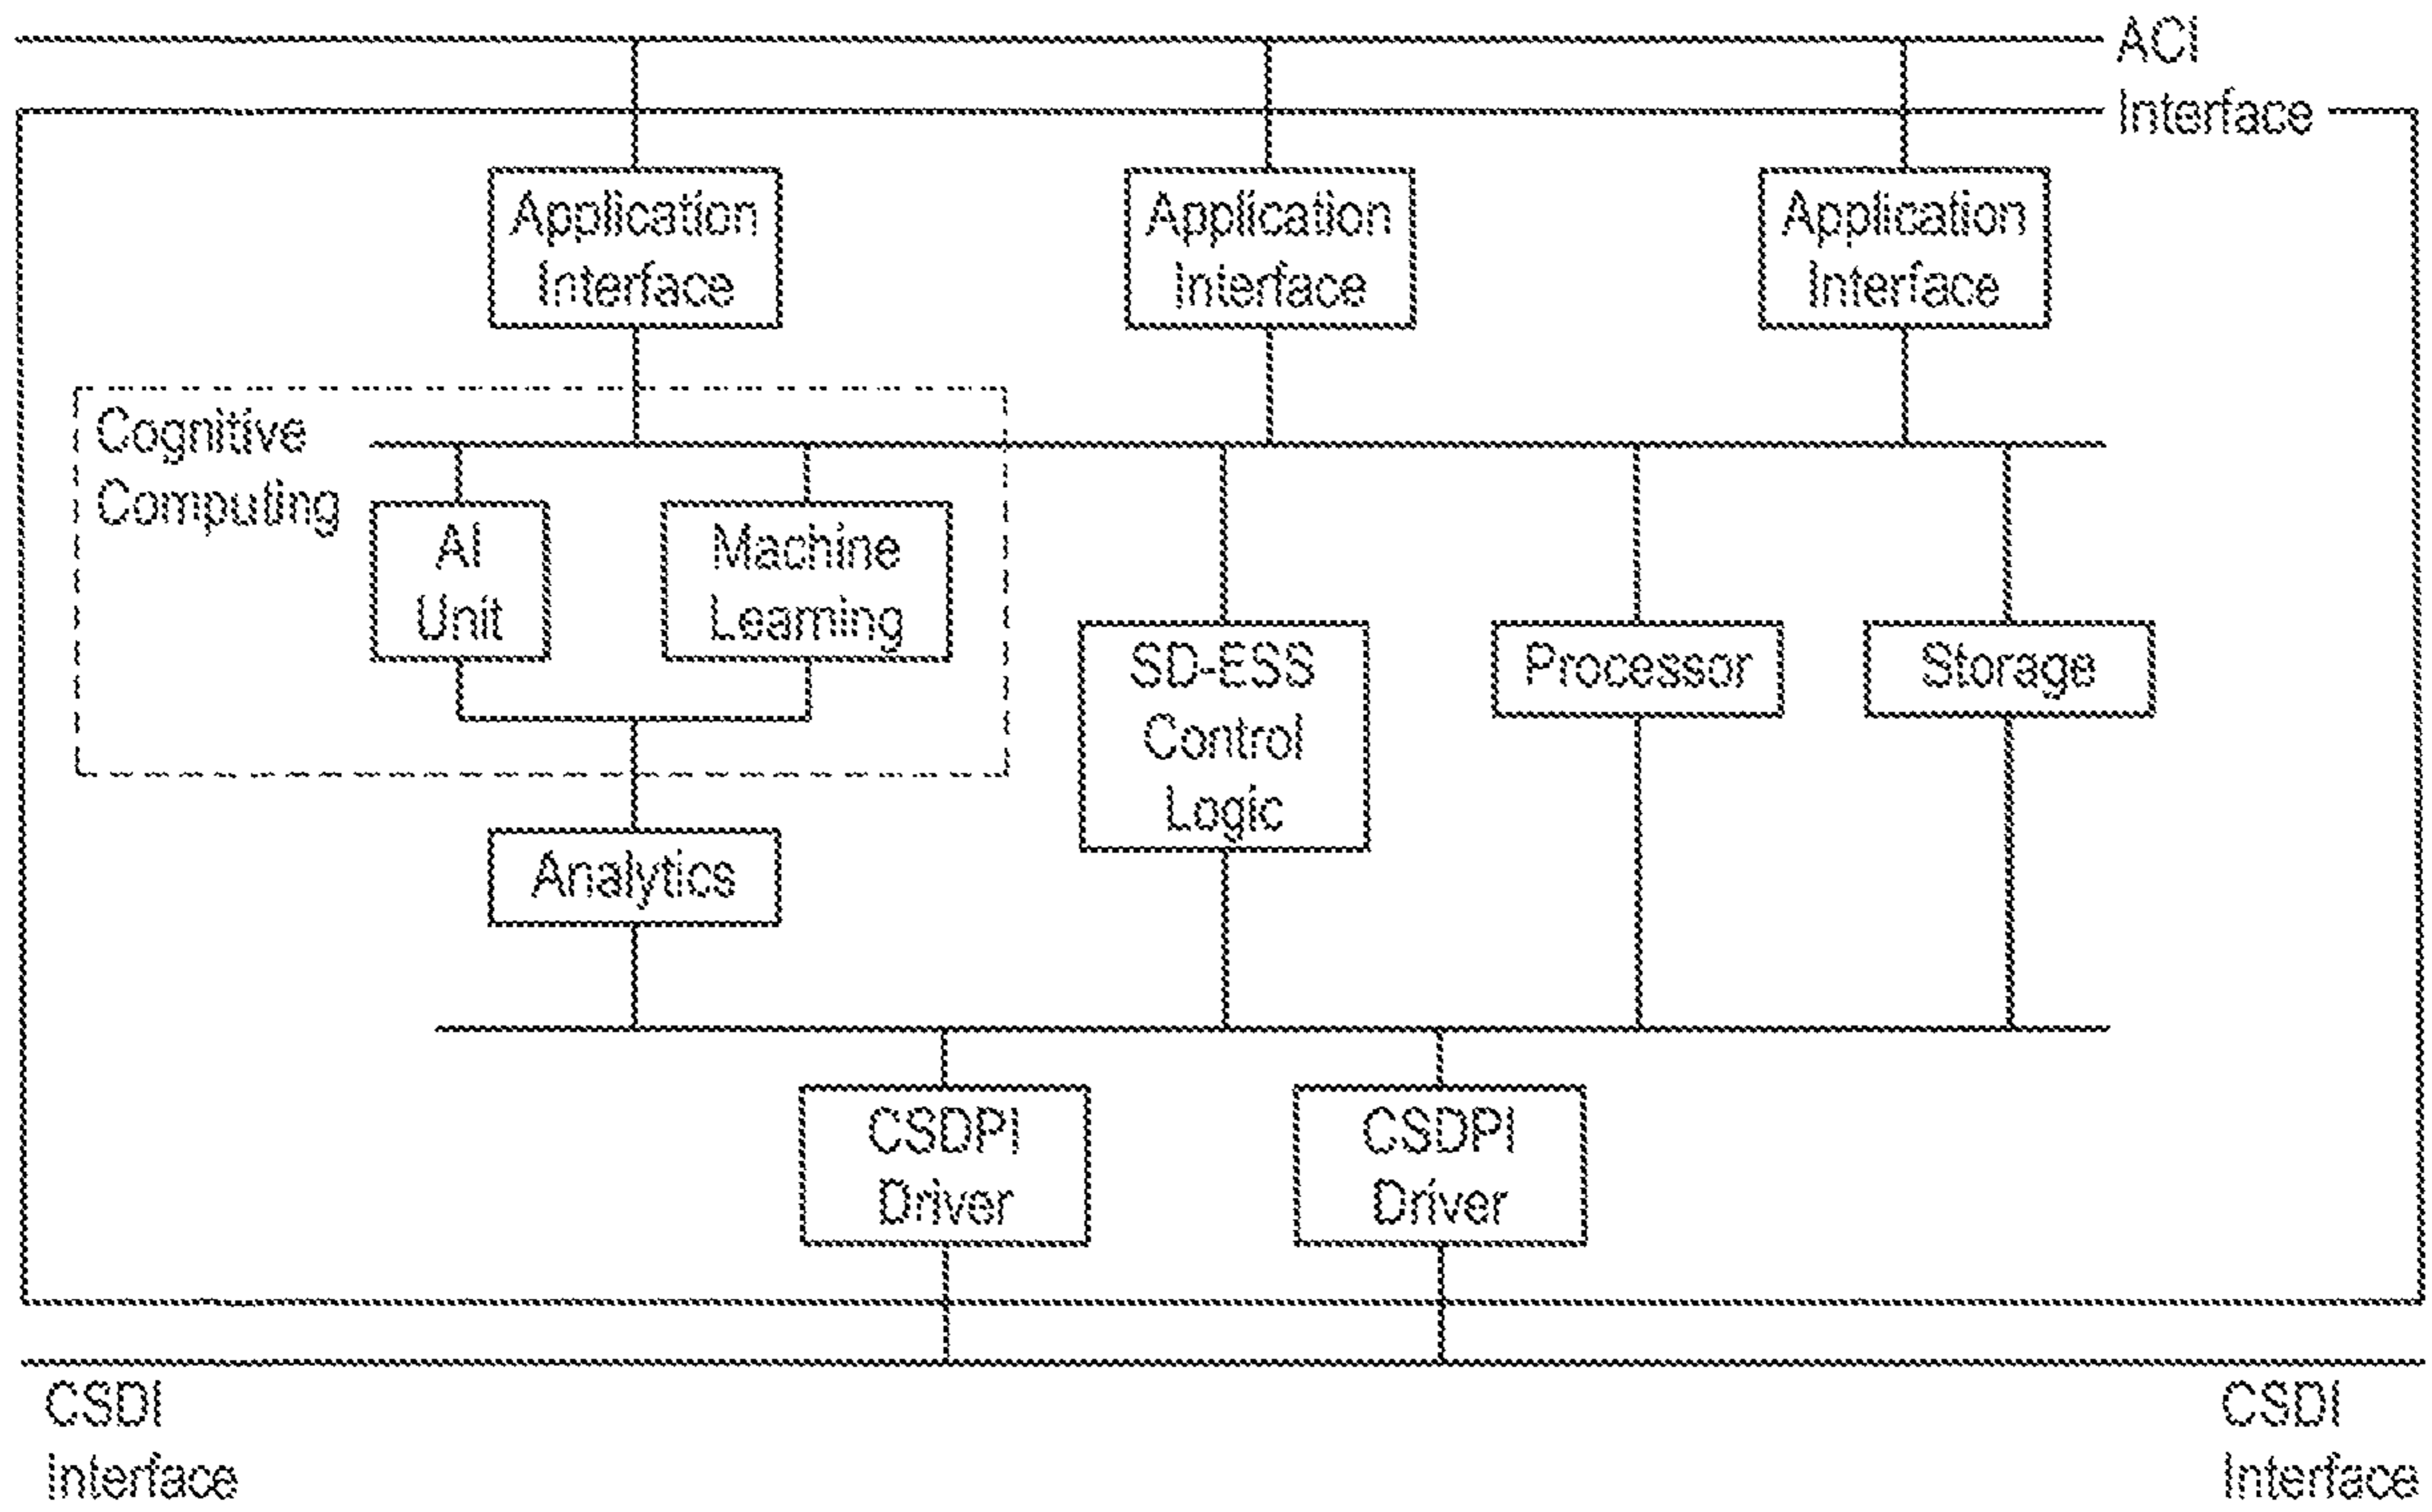 ACI
Interface
Application
Interface
Application
Interface
Application
Interface
Cognitive
Computing
AI
Unit
Machine
Learning
SD-ESS
Control
Logic
Processor
Storage
Analytics
CSDPI
Driver
CSDPI
Driver
CSDI
Interface
CSDI
Interface